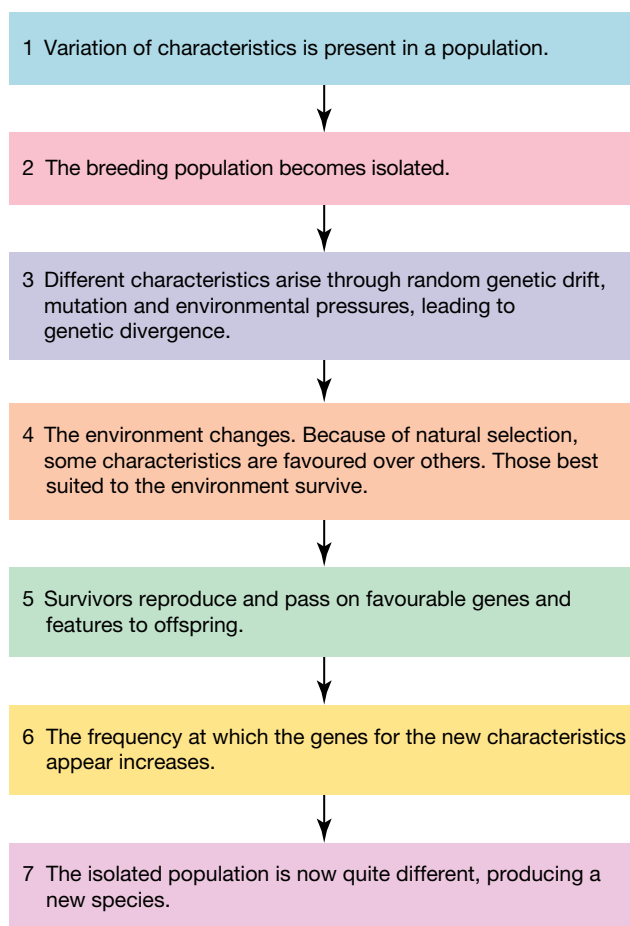 1 Variation of characteristics is present in a population.
2 The breeding population becomes isolated.
3 Different characteristics arise through random genetic drift,
mutation and environmental pressures, leading to
genetic divergence.
4 The environment changes. Because of natural selection,
some characteristics are favoured over others. Those best
suited to the environment survive.
5 Survivors reproduce and pass on favourable genes and
features to offspring.
6 The frequency at which the genes for the new characteristics
appear increases.
7 The isolated population is now quite different, producing a
new species.